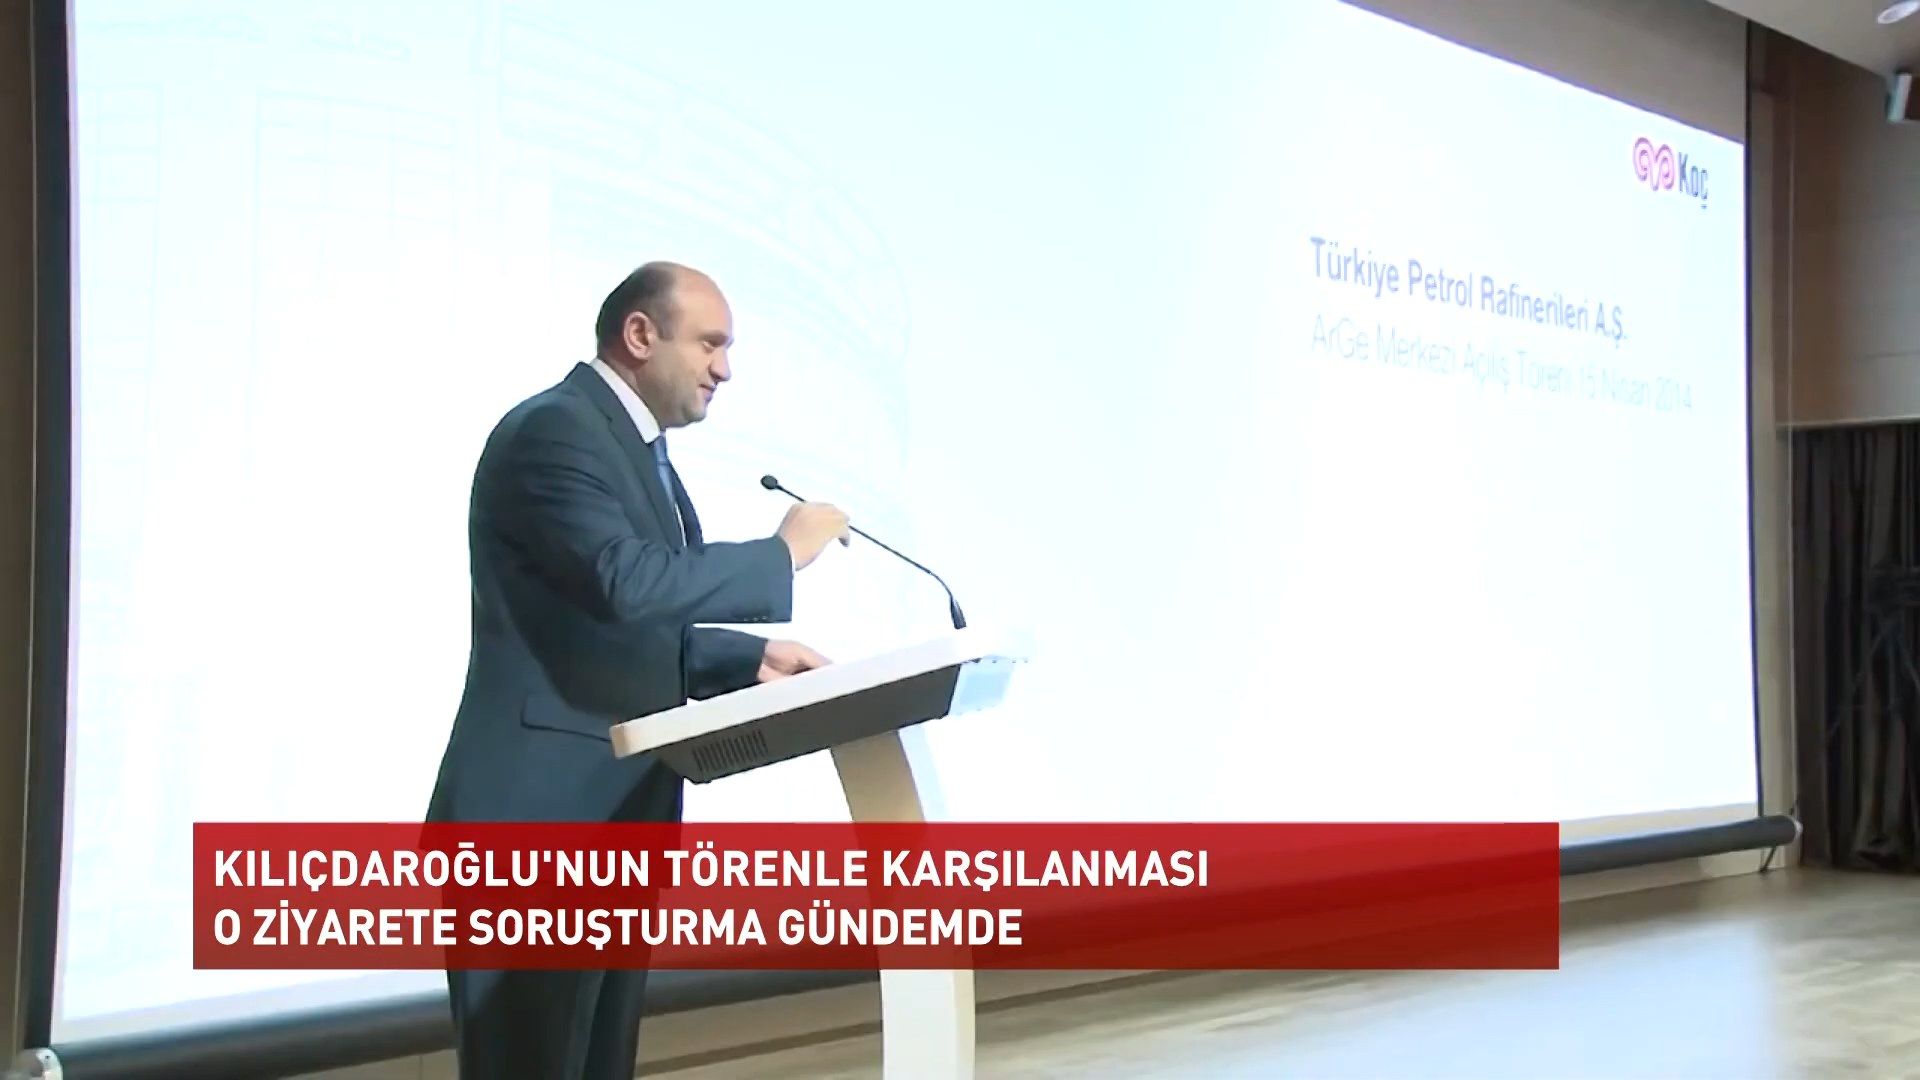 Koç
Türkiye Petrol Rafinerileri A.Ş.
ArGe Merkezi Açılış Töreni 15 Nisan 2014
KILIÇDAROĞLU'NUN TÖRENLE KARŞILANMASI
O ZİYARETE SORUŞTURMA GÜNDEMDE